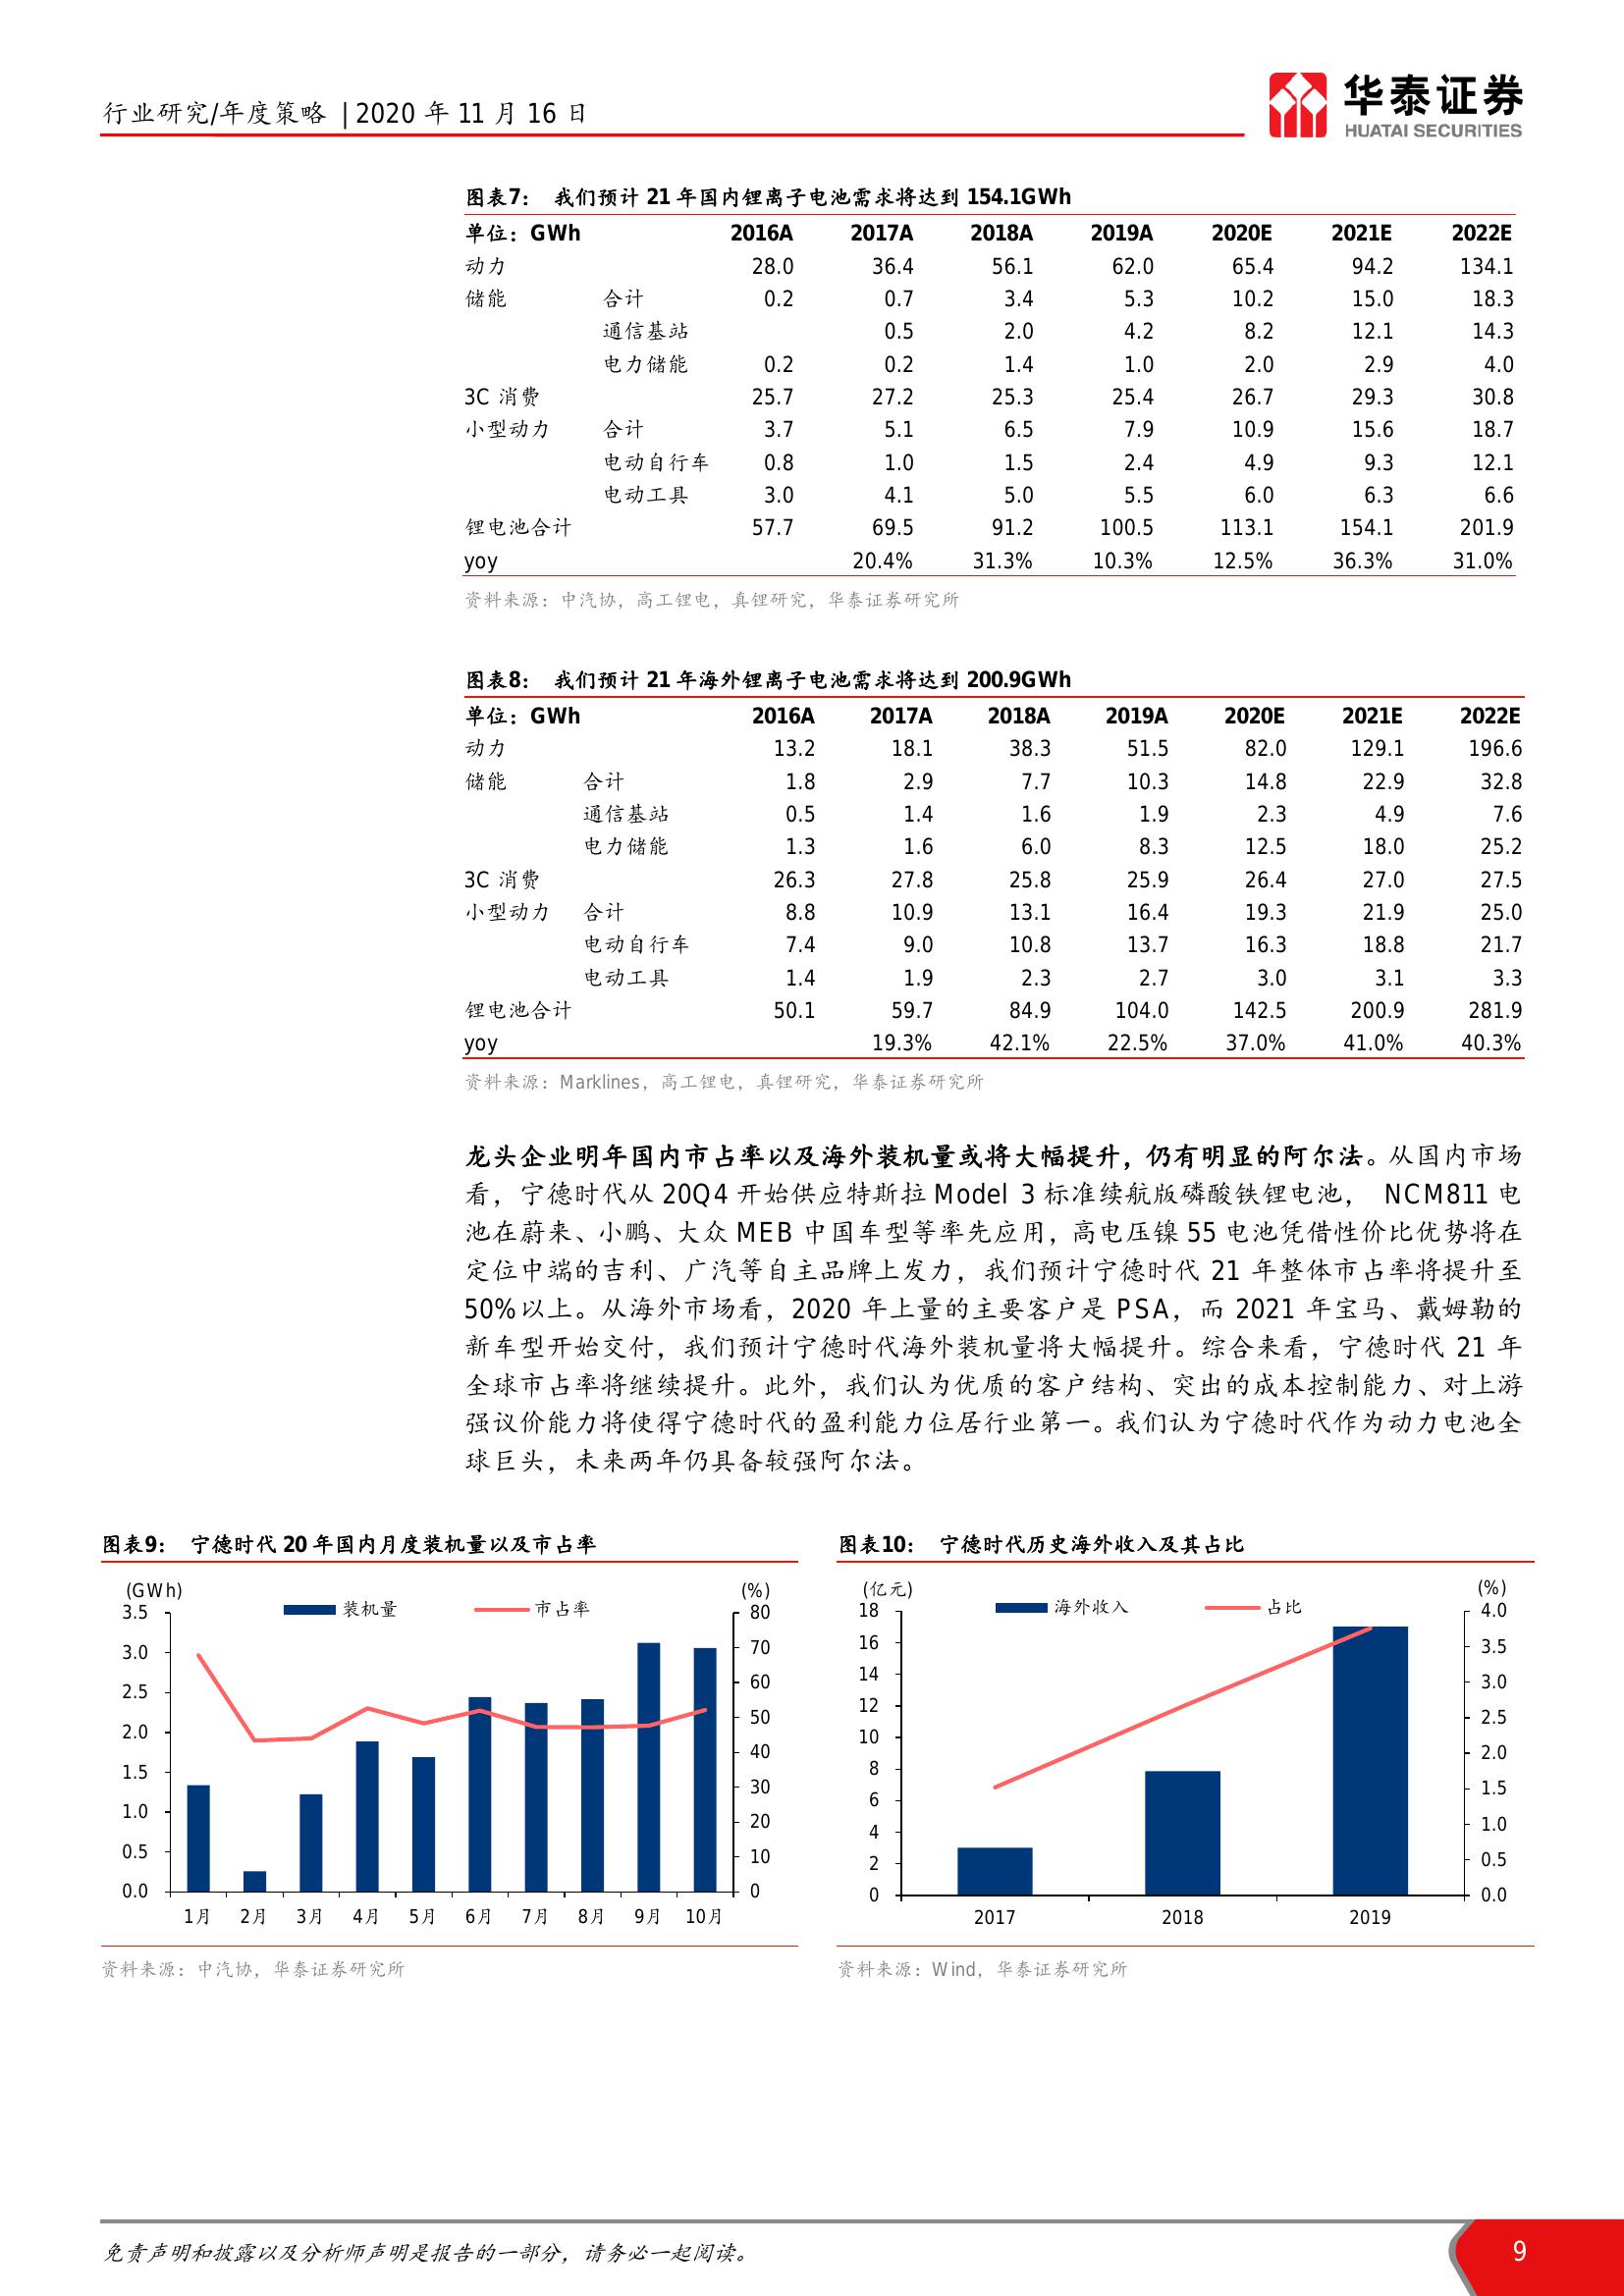 行业研究/年度策略 | 2020 年 11 月 16 日
华泰证券
HUATAI SECURITIES
图表7： 我们预计 21 年国内锂离子电池需求将达到 154.1GWh
单位：GWh 2016A 2017A 2018A 2019A 2020E 2021E 2022E
动力 28.0 36.4 56.1 62.0 65.4 94.2 134.1
储能 合计 0.2 0.7 3.4 5.3 10.2 15.0 18.3
通信基站 0.5 2.0 4.2 8.2 12.1 14.3
电力储能 0.2 0.2 1.4 1.0 2.0 2.9 4.0
3C 消费 25.7 27.2 25.3 25.4 26.7 29.3 30.8
小型动力 合计 3.7 5.1 6.5 7.9 10.9 15.6 18.7
电动自行车 0.8 1.0 1.5 2.4 4.9 9.3 12.1
电动工具 3.0 4.1 5.0 5.5 6.0 6.3 6.6
锂电池合计 57.7 69.5 91.2 100.5 113.1 154.1 201.9
yoy 20.4% 31.3% 10.3% 12.5% 36.3% 31.0%
资料来源：中汽协，高工锂电，真锂研究，华泰证券研究所
图表8： 我们预计 21 年海外锂离子电池需求将达到 200.9GWh
单位：GWh 2016A 2017A 2018A 2019A 2020E 2021E 2022E
动力 13.2 18.1 38.3 51.5 82.0 129.1 196.6
储能 合计 1.8 2.9 7.7 10.3 14.8 22.9 32.8
通信基站 0.5 1.4 1.6 1.9 2.3 4.9 7.6
电力储能 1.3 1.6 6.0 8.3 12.5 18.0 25.2
3C 消费 26.3 27.8 25.8 25.9 26.4 27.0 27.5
小型动力 合计 8.8 10.9 13.1 16.4 19.3 21.9 25.0
电动自行车 7.4 9.0 10.8 13.7 16.3 18.8 21.7
电动工具 1.4 1.9 2.3 2.7 3.0 3.1 3.3
锂电池合计 50.1 59.7 84.9 104.0 142.5 200.9 281.9
yoy 19.3% 42.1% 22.5% 37.0% 41.0% 40.3%
资料来源：Marklines，高工锂电，真锂研究，华泰证券研究所
龙头企业明年国内市占率以及海外装机量或将大幅提升，仍有明显的阿尔法。从国内市场
看，宁德时代从 20Q4 开始供应特斯拉 Model 3 标准续航版磷酸铁锂电池， NCM811 电
池在蔚来、小鹏、大众 MEB 中国车型等率先应用，高电压镍 55 电池凭借性价比优势将在
定位中端的吉利、广汽等自主品牌上发力，我们预计宁德时代 21 年整体市占率将提升至
50%以上。从海外市场看，2020 年上量的主要客户是 PSA，而 2021 年宝马、戴姆勒的
新车型开始交付，我们预计宁德时代海外装机量将大幅提升。综合来看，宁德时代 21 年
全球市占率将继续提升。此外，我们认为优质的客户结构、突出的成本控制能力、对上游
强议价能力将使得宁德时代的盈利能力位居行业第一。我们认为宁德时代作为动力电池全
球巨头，未来两年仍具备较强阿尔法。
图表9： 宁德时代 20 年国内月度装机量以及市占率
(GWh) (%)
装机量 市占率
3.5 80
3.0 70
2.5 60
2.0 50
1.5 40
1.0 30
0.5 20
0.0 10
0
1月 2月 3月 4月 5月 6月 7月 8月 9月 10月
资料来源：中汽协，华泰证券研究所
图表10： 宁德时代历史海外收入及其占比
(亿元) (%)
海外收入 占比
18 4.0
16 3.5
14 3.0
12 2.5
10 2.0
8 1.5
6 1.0
4 0.5
2 0.0
0
2017 2018 2019
资料来源：Wind，华泰证券研究所
免责声明和披露以及分析师声明是报告的一部分，请务必一起阅读。
9